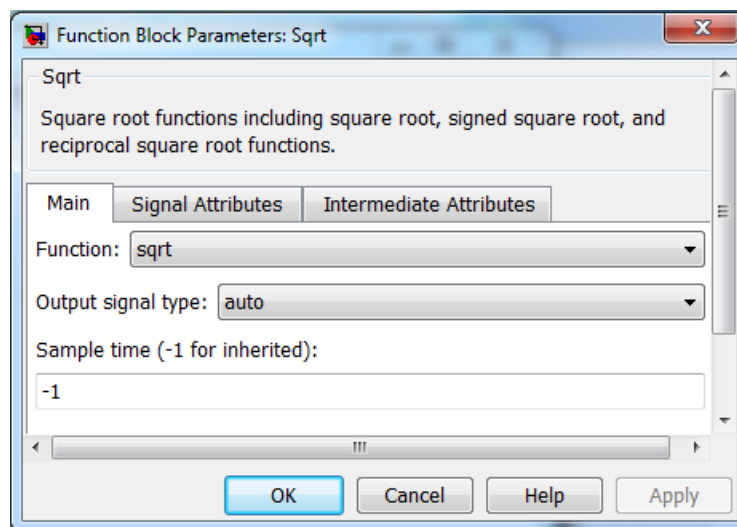 Function Block Parameters: Sqrt
Sqrt
Square root functions including square root, signed square root, and
reciprocal square root functions.
Main Signal Attributes Intermediate Attributes
Function: sqrt
Output signal type: auto
Sample time (-1 for inherited):
-1
OK Cancel Help Apply